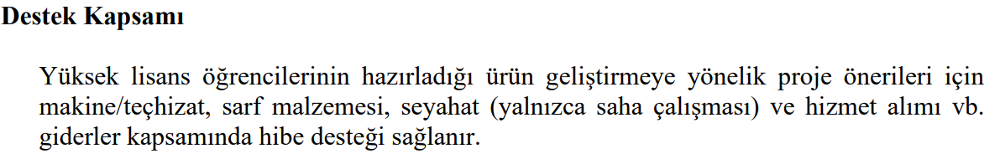 Destek Kapsamı
Yüksek lisans öğrencilerinin hazırladığı ürün geliştirmeye yönelik proje önerileri için
makine/teçhizat, sarf malzemesi, seyahat (yalnızca saha çalışması) ve hizmet alımı vb.
giderler kapsamında hibe desteği sağlanır.